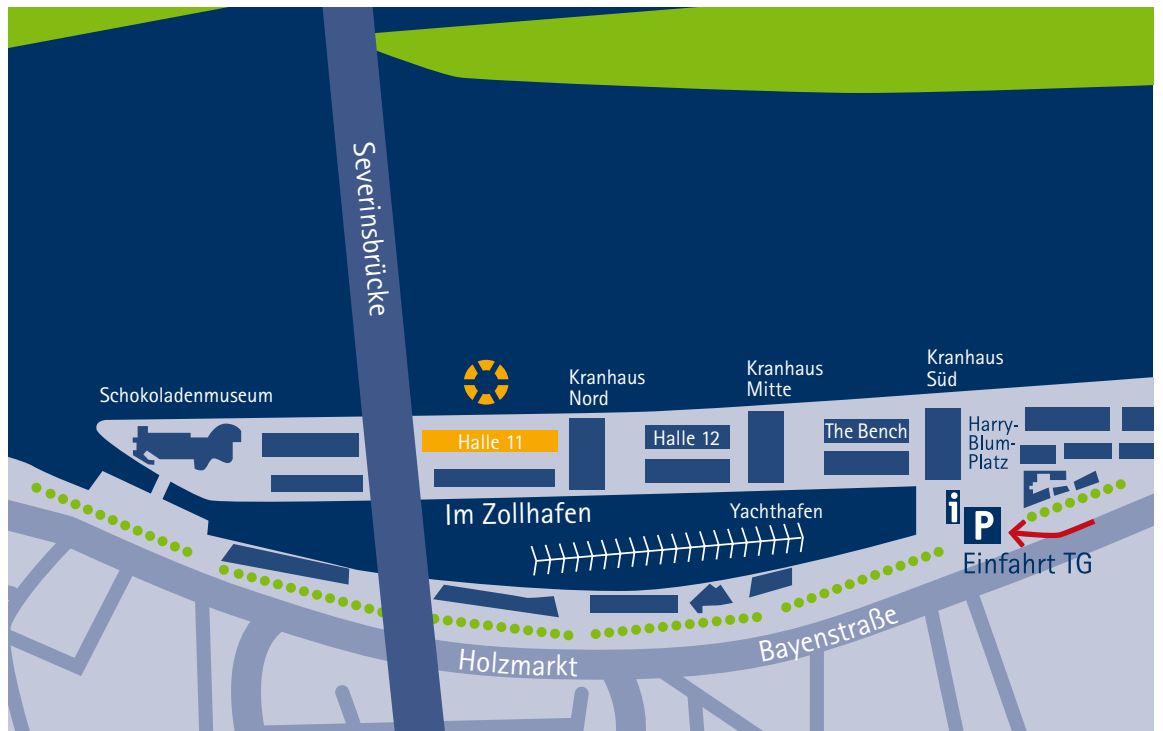 Severinsbrücke
Schokoladenmuseum
Kranhaus
Nord
Kranhaus
Mitte
Kranhaus
Süd
Halle 11
Halle 12
The Bench
Harry-
Blum-
Platz
Im Zollhafen
Yachthafen
i
P
Einfahrt TG
Holzmarkt
Bayenstraße